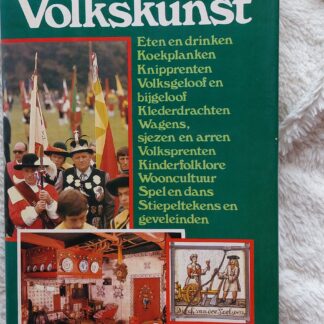 Volkskunst
Eten en drinken
Koekplanken
Knipprenten
Volksgeloof en
bijgeloof
Klederdrachten
Wagens,
sjezen en arren
Volksprenten
Kinderfolklore
Wooncultuur
Spel en dans
Stiepeltekens en
geveleinden